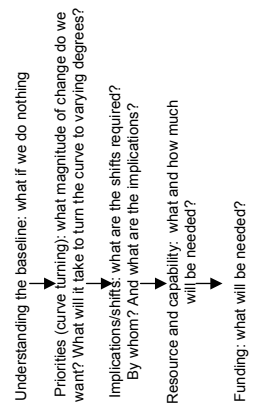 Understanding the baseline: what if we do nothing
Priorities (curve turning): what magnitude of change do we
want? What will it take to turn the curve to varying degrees?
Implications/shifts: what are the shifts required?
By whom? And what are the implications?
Resource and capability: what and how much
will be needed?
Funding: what will be needed?